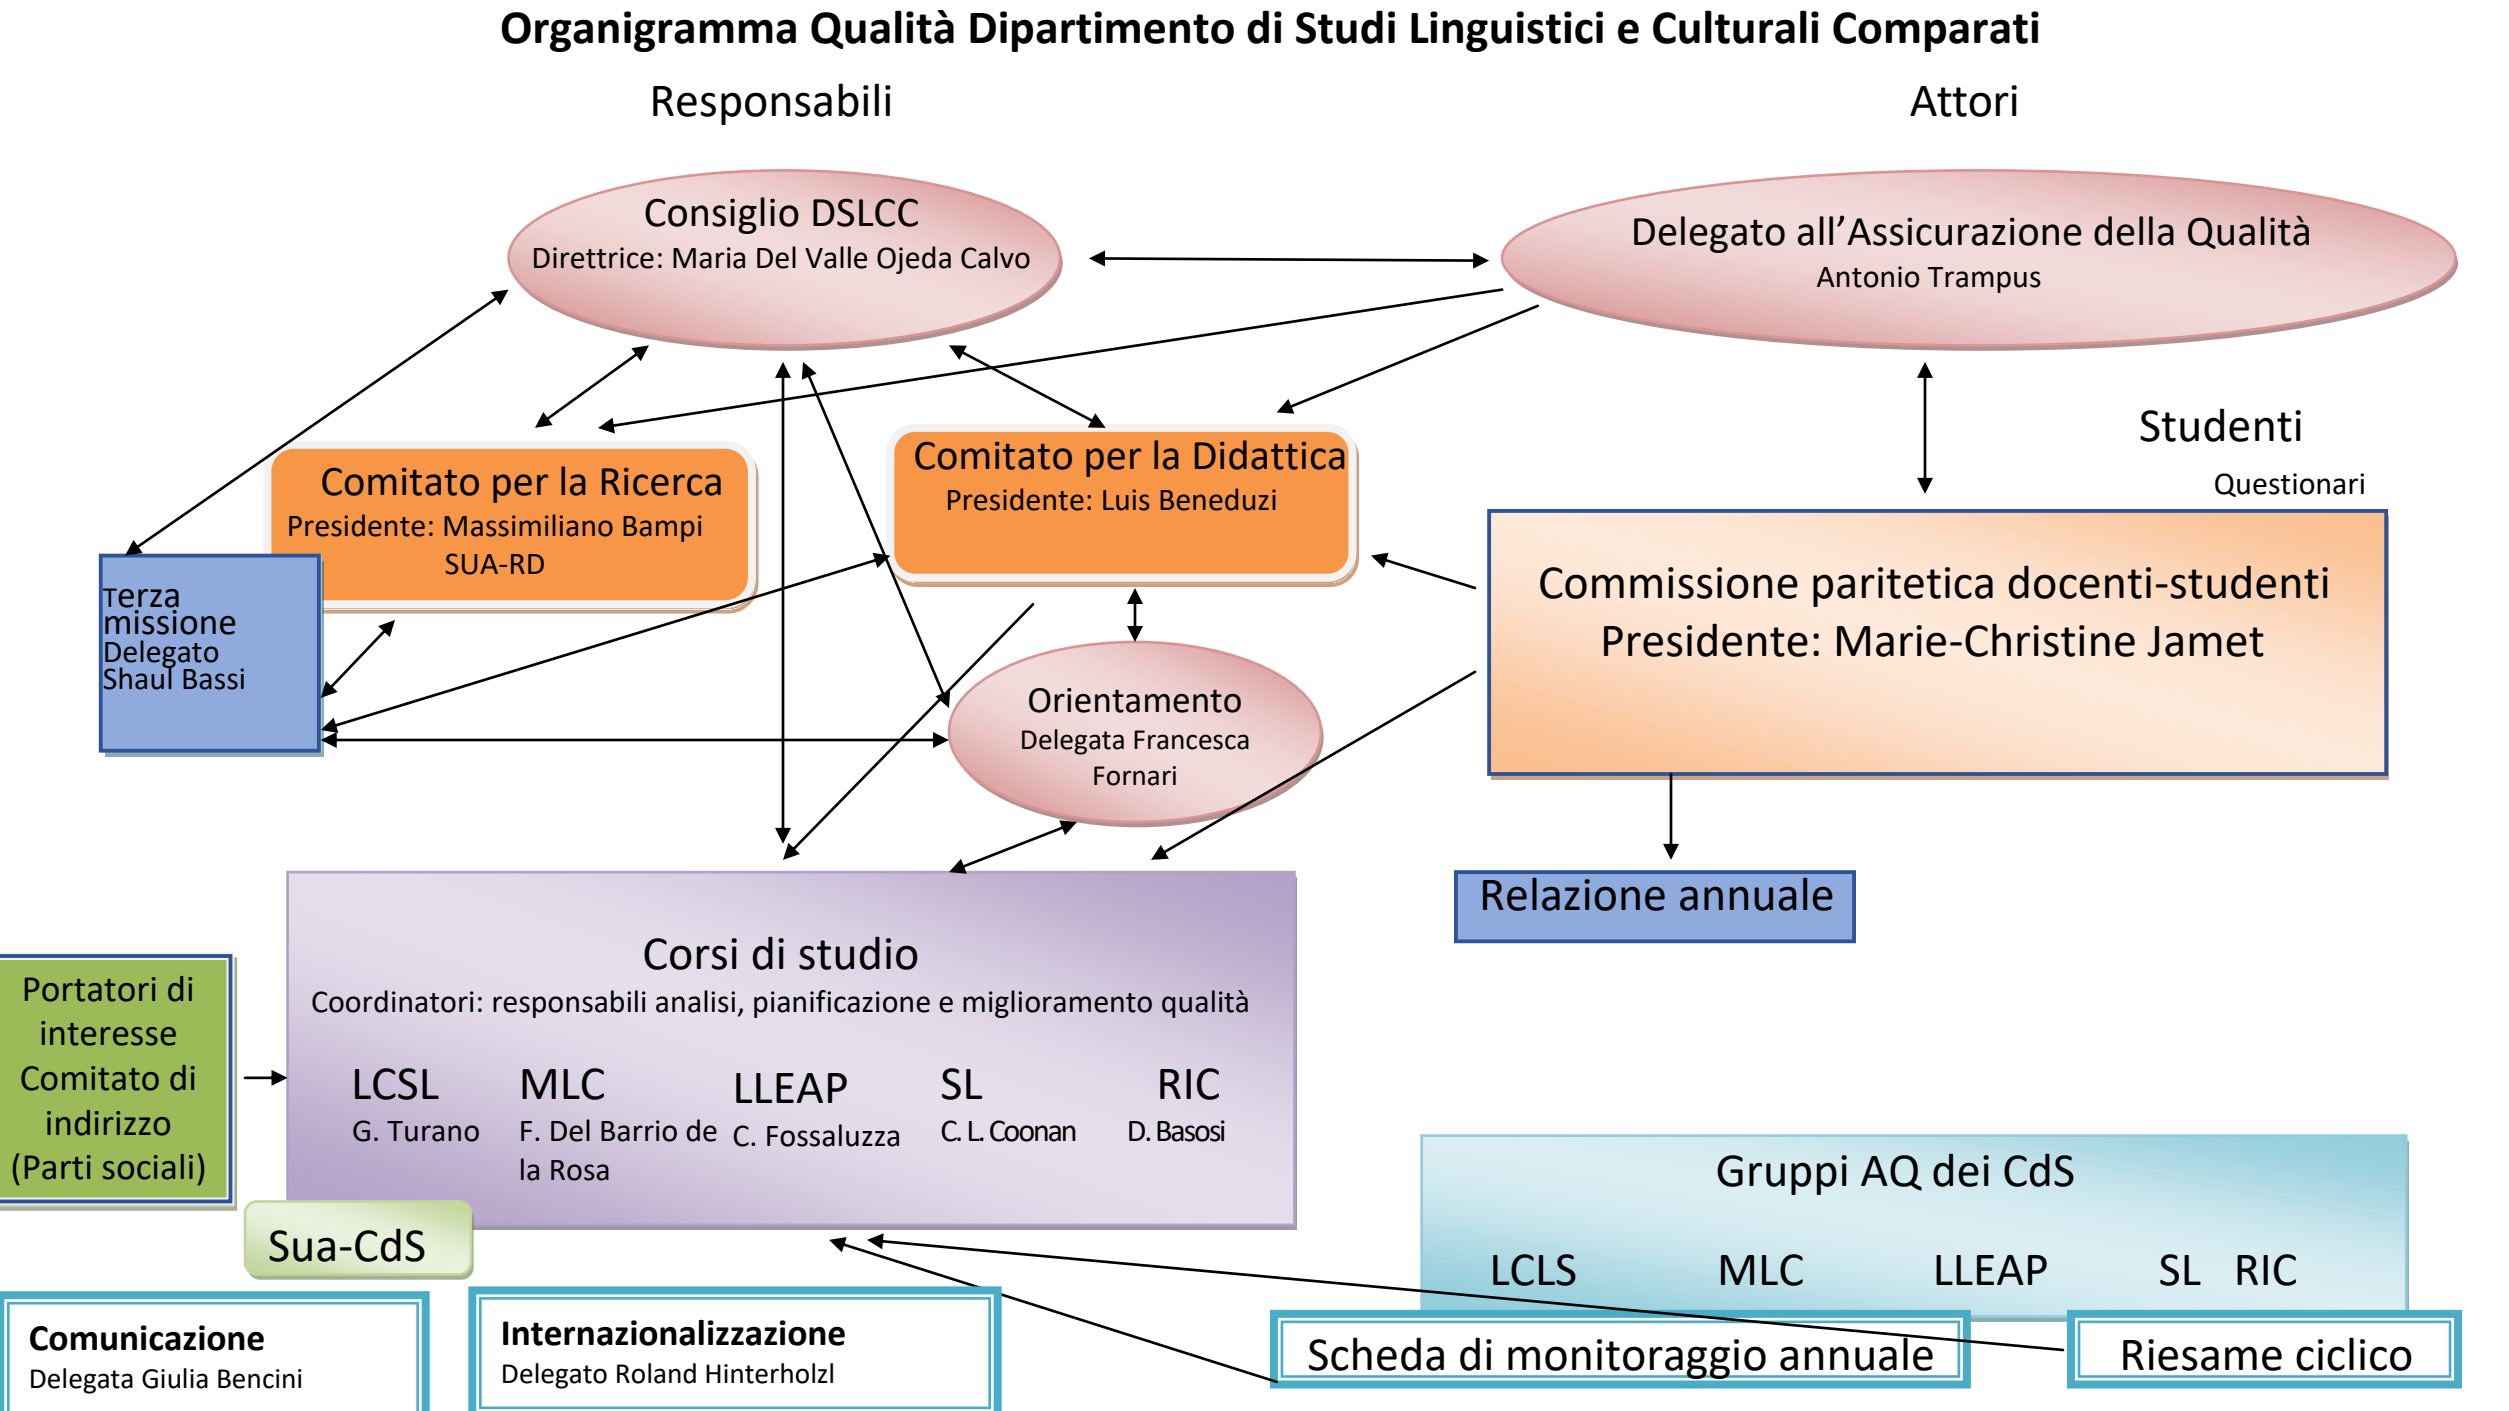 Organigramma Qualità Dipartimento di Studi Linguistici e Culturali Comparati
Responsabili
Attori
Consiglio DSLCC
Direttrice: Maria Del Valle Ojeda Calvo
Delegato all’Assicurazione della Qualità
Antonio Trampus
Studenti
Questionari
Comitato per la Ricerca
Presidente: Massimiliano Bampi
SUA-RD
Comitato per la Didattica
Presidente: Luis Beneduzi
Terza
missione
Delegato
Shaul Bassi
Commissione paritetica docenti-studenti
Presidente: Marie-Christine Jamet
Orientamento
Delegata Francesca
Fornari
Relazione annuale
Corsi di studio
Coordinatori: responsabili analisi, pianificazione e miglioramento qualità
LCSL
G. Turano
MLC
F. Del Barrio de
la Rosa
LLEAP
C. Fossaluzza
SL
C. L. Coonan
RIC
D. Basosi
Portatori di
interesse
Comitato di
indirizzo
(Parti sociali)
Sua-CdS
Gruppi AQ dei CdS
LCLS MLC LLEAP SL RIC
Comunicazione
Delegata Giulia Bencini
Internazionalizzazione
Delegato Roland Hinterholzl
Scheda di monitoraggio annuale
Riesame ciclico